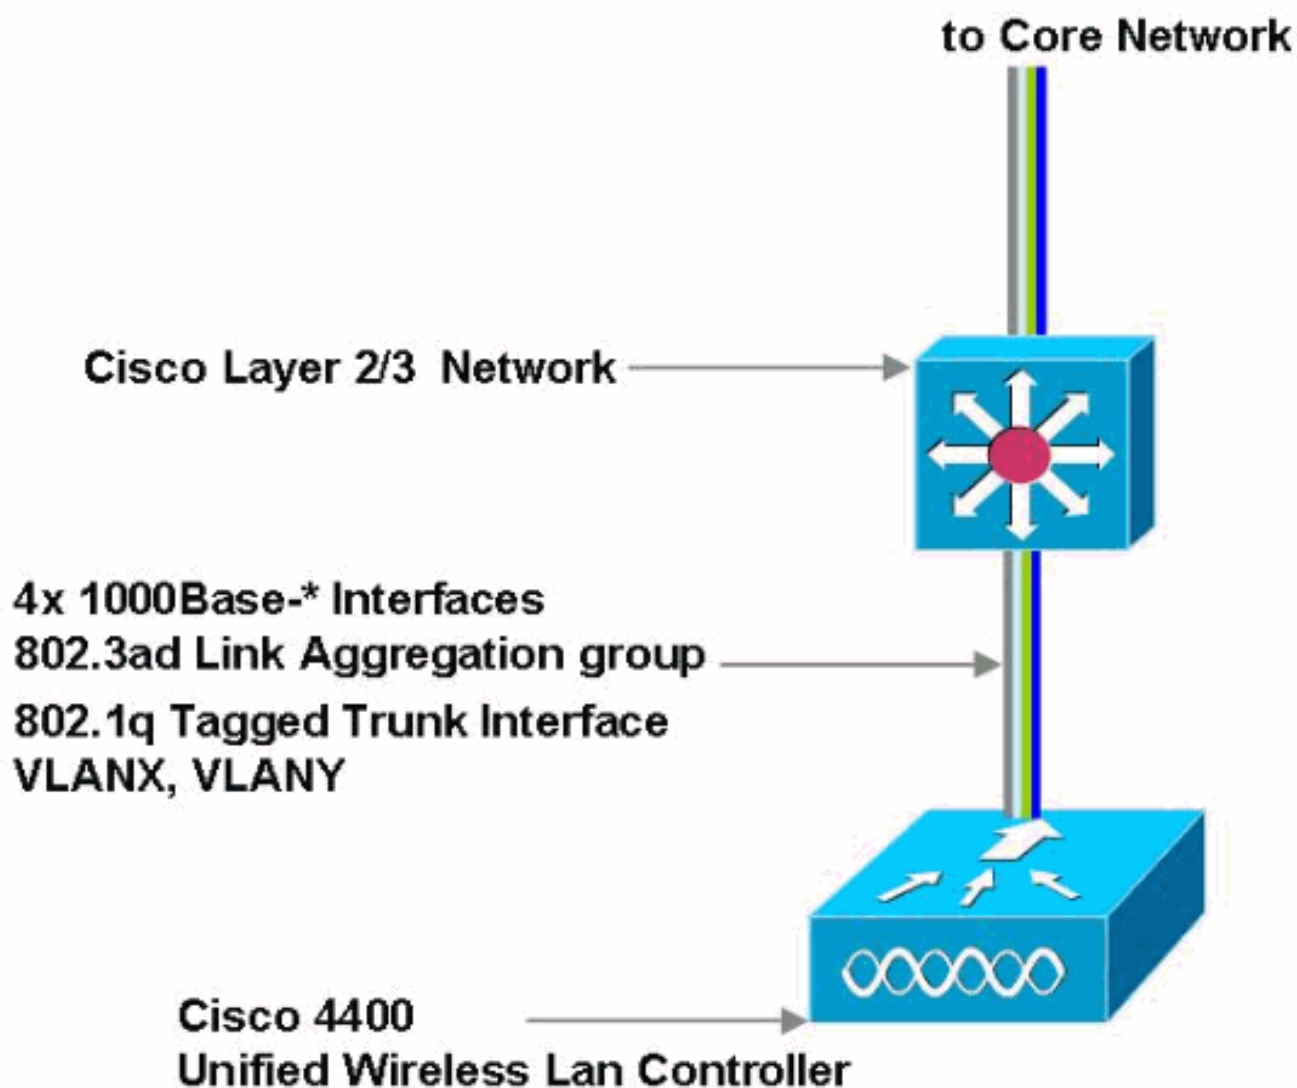 to Core Network
Cisco Layer 2/3 Network
4x 1000Base-* Interfaces
802.3ad Link Aggregation group
802.1q Tagged Trunk Interface
VLANX, VLANY
Cisco 4400
Unified Wireless Lan Controller